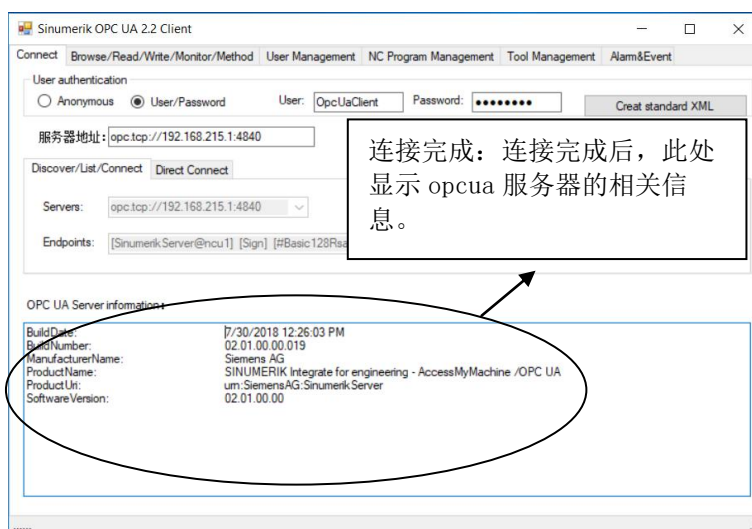 Sinumerik OPC UA 2.2 Client
Connect Browse/Read/Write/Monitor/Method User Management NC Program Management Tool Management Alarm&Event
User authentication
Anonymous User/Password User: OpcUaClient Password: ●●●●●●●● Creat standard XML
服务器地址: opc.tcp://192.168.215.1:4840
连接完成：连接完成后，此处
显示 opcua 服务器的相关信
息。
Discover/List/Connect Direct Connect
Servers: opc.tcp://192.168.215.1:4840
Endpoints: [SinumerikServer@ncu1] [Sign] [#Basic128Rsa
OPC UA Server information:
BuildDate: 7/30/2018 12:26:03 PM
BuildNumber: 02.01.00.00.019
ManufacturerName: Siemens AG
ProductName: SINUMERIK Integrate for engineering - AccessMyMachine /OPC UA
ProductUri: urn:SiemensAG:SinumerikServer
SoftwareVersion: 02.01.00.00